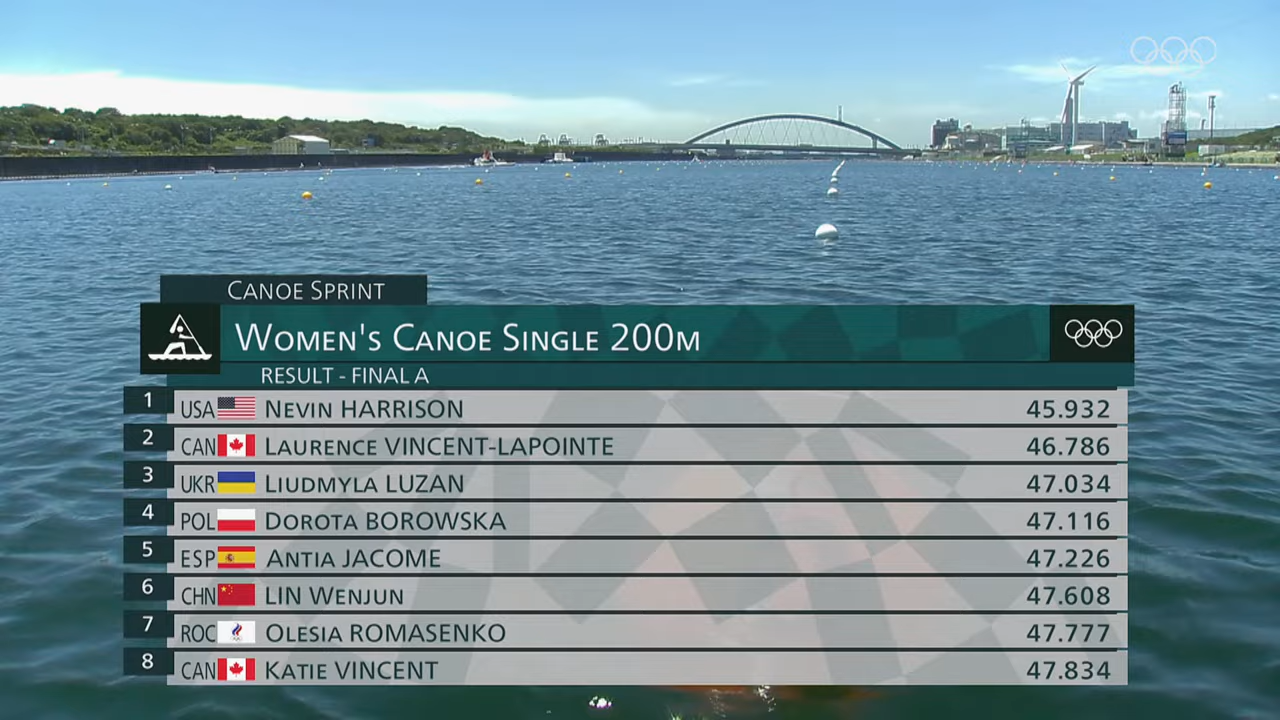 CANOE SPRINT
WOMEN'S CANOE SINGLE 200M
RESULT - FINAL A
1 USA NEVIN HARRISON 45.932
2 CAN LAURENCE VINCENT-LAPOINTE 46.786
3 UKR LIUDMYLA LUZAN 47.034
4 POL DOROTA BOROWSKA 47.116
5 ESP ANTIA JACOME 47.226
6 CHN LIN WENJUN 47.608
7 ROC OLESIA ROMASENKO 47.777
8 CAN KATIE VINCENT 47.834